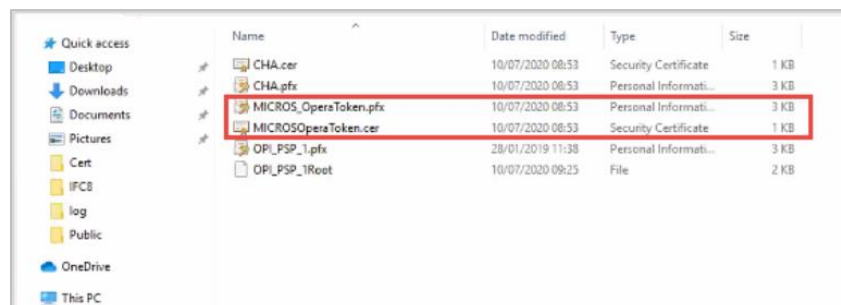 Quick access
Desktop
Downloads
Documents
Pictures
Cert
IFC8
log
Public
OneDrive
This PC
Name Date modified Type Size
CHA.cer 10/07/2020 08:53 Security Certificate 1 KB
CHA.pfx 10/07/2020 08:53 Personal Informati... 3 KB
MICROS_OperaToken.pfx 10/07/2020 08:53 Personal Informati... 3 KB
MICROSOperaToken.cer 10/07/2020 08:53 Security Certificate 1 KB
OPI_PSP_1.pfx 28/01/2019 11:38 Personal Informati... 3 KB
OPI_PSP_1Root 10/07/2020 09:25 File 2 KB